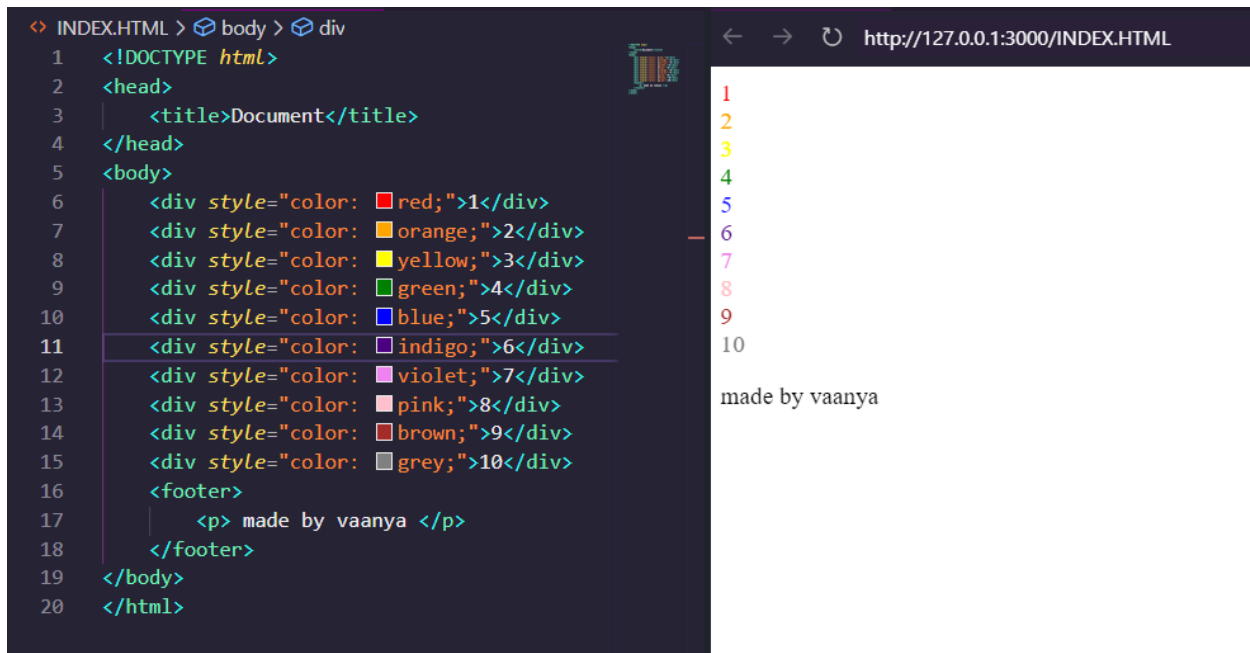 INDEX.HTML > body > div
1 <!DOCTYPE html>
2 <head>
3     <title>Document</title>
4 </head>
5 <body>
6     <div style="color: red;">1</div>
7     <div style="color: orange;">2</div>
8     <div style="color: yellow;">3</div>
9     <div style="color: green;">4</div>
10     <div style="color: blue;">5</div>
11     <div style="color: indigo;">6</div>
12     <div style="color: violet;">7</div>
13     <div style="color: pink;">8</div>
14     <div style="color: brown;">9</div>
15     <div style="color: grey;">10</div>
16     <footer>
17         <p> made by vaanya </p>
18     </footer>
19 </body>
20 </html>
http://127.0.0.1:3000/INDEX.HTML
1
2
3
4
5
6
7
8
9
10
made by vaanya